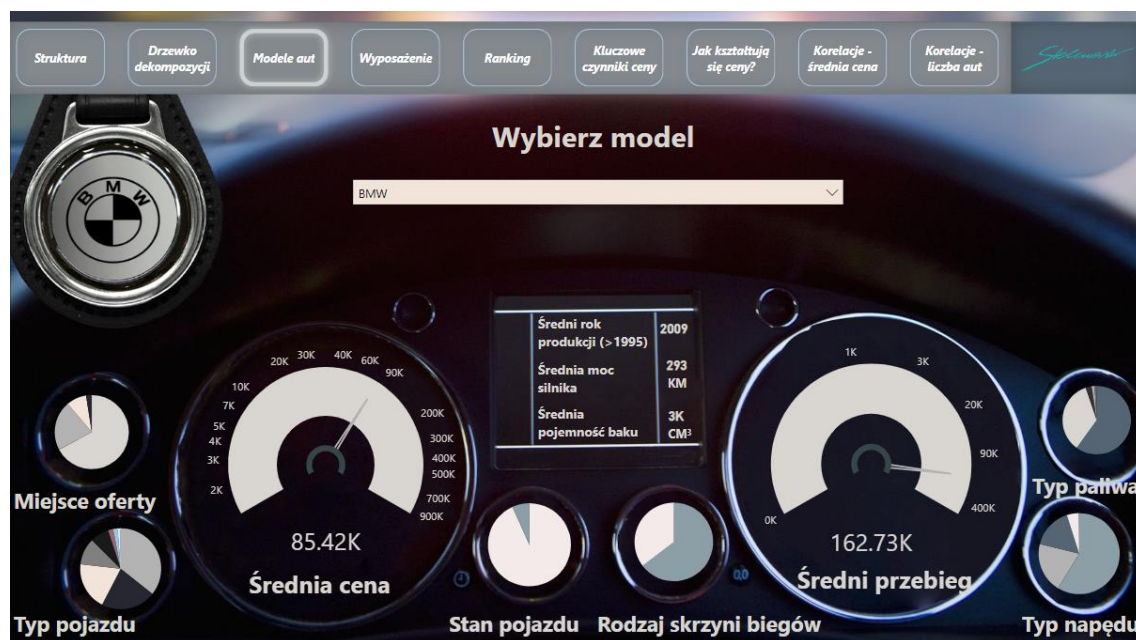 Struktura
Drzewko
dekompozycji
Modele aut
Wyposażenie
Ranking
Kluczowe
czynniki ceny
Jak kształtują
się ceny?
Korelacje -
średnia cena
Korelacje -
liczba aut
Wybierz model
BMW
BMW
Średni rok
produkcji (>1995)
2009
Średnia moc
silnika
293
KM
Średnia
pojemność baku
3K
CM³
2K
3K
4K
5K
7K
10K
20K
30K
40K
60K
90K
200K
300K
400K
500K
700K
900K
85.42K
Średnia cena
0K
1K
3K
20K
90K
400K
162.73K
Średni przebieg
Miejsce oferty
Typ pojazdu
Stan pojazdu
Rodzaj skrzyni biegów
Typ paliwa
Typ napędu